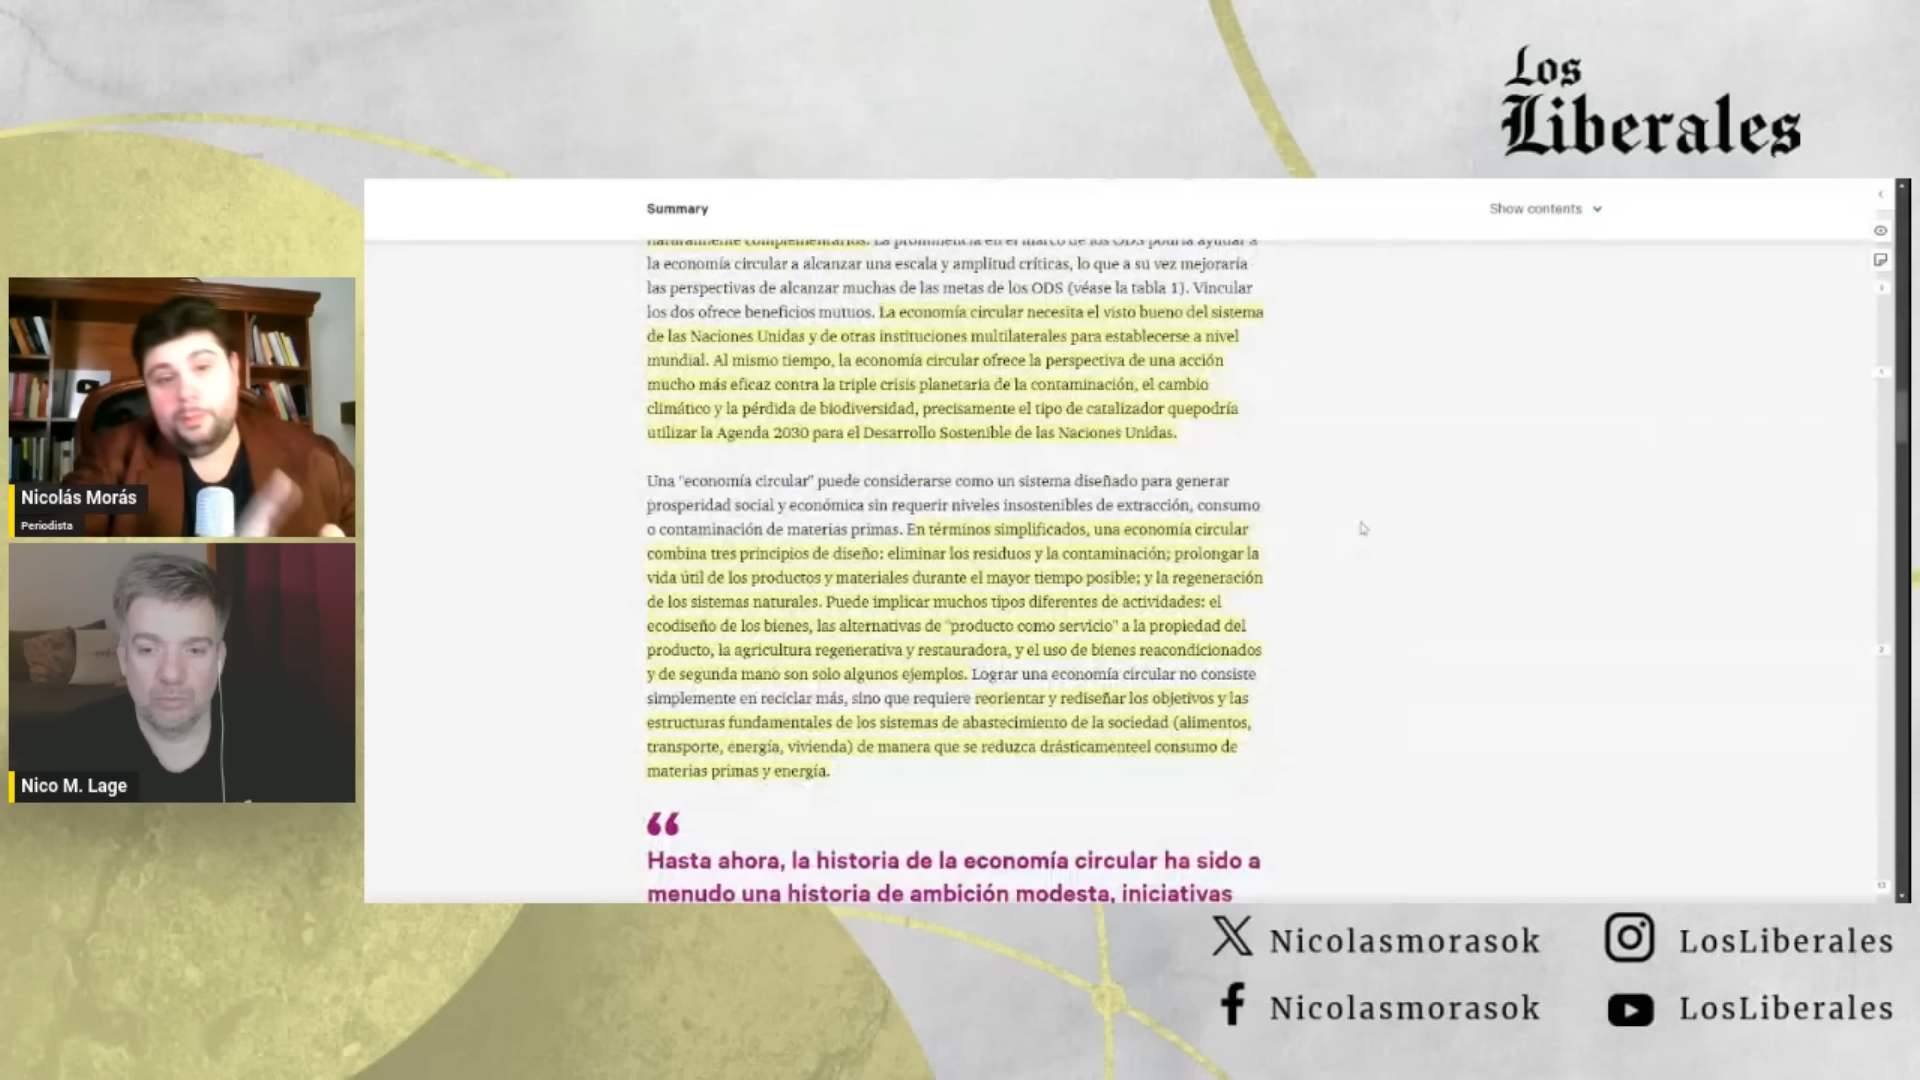 Los
Liberales
Summary
Show contents
naturalmente complementarios. La prominencia en el marco de los ODS podría ayudar a
la economía circular a alcanzar una escala y amplitud críticas, lo que a su vez mejoraría
las perspectivas de alcanzar muchas de las metas de los ODS (véase la tabla 1). Vincular
los dos ofrece beneficios mutuos. La economía circular necesita el visto bueno del sistema
de las Naciones Unidas y de otras instituciones multilaterales para establecerse a nivel
mundial. Al mismo tiempo, la economía circular ofrece la perspectiva de una acción
mucho más eficaz contra la triple crisis planetaria de la contaminación, el cambio
climático y la pérdida de biodiversidad, precisamente el tipo de catalizador quepodría
utilizar la Agenda 2030 para el Desarrollo Sostenible de las Naciones Unidas.
Una "economía circular" puede considerarse como un sistema diseñado para generar
prosperidad social y económica sin requerir niveles insostenibles de extracción, consumo
o contaminación de materias primas. En términos simplificados, una economía circular
combina tres principios de diseño: eliminar los residuos y la contaminación; prolongar la
vida útil de los productos y materiales durante el mayor tiempo posible; y la regeneración
de los sistemas naturales. Puede implicar muchos tipos diferentes de actividades: el
ecodiseño de los bienes, las alternativas de "producto como servicio" a la propiedad del
producto, la agricultura regenerativa y restauradora, y el uso de bienes reacondicionados
y de segunda mano son solo algunos ejemplos. Lograr una economía circular no consiste
simplemente en reciclar más, sino que requiere reorientar y rediseñar los objetivos y las
estructuras fundamentales de los sistemas de abastecimiento de la sociedad (alimentos,
transporte, energía, vivienda) de manera que se reduzca drásticamenteel consumo de
materias primas y energía.
“
Hasta ahora, la historia de la economía circular ha sido a
menudo una historia de ambición modesta, iniciativas
Nicolás Morás
Periodista
Nico M. Lage
Nicolasmorasok
LosLiberales
Nicolasmorasok
LosLiberales